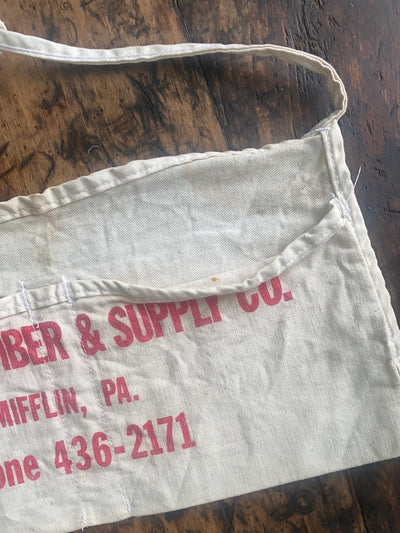 BER & SUPPLY CO.
MIFFLIN, PA.
one 436-2171